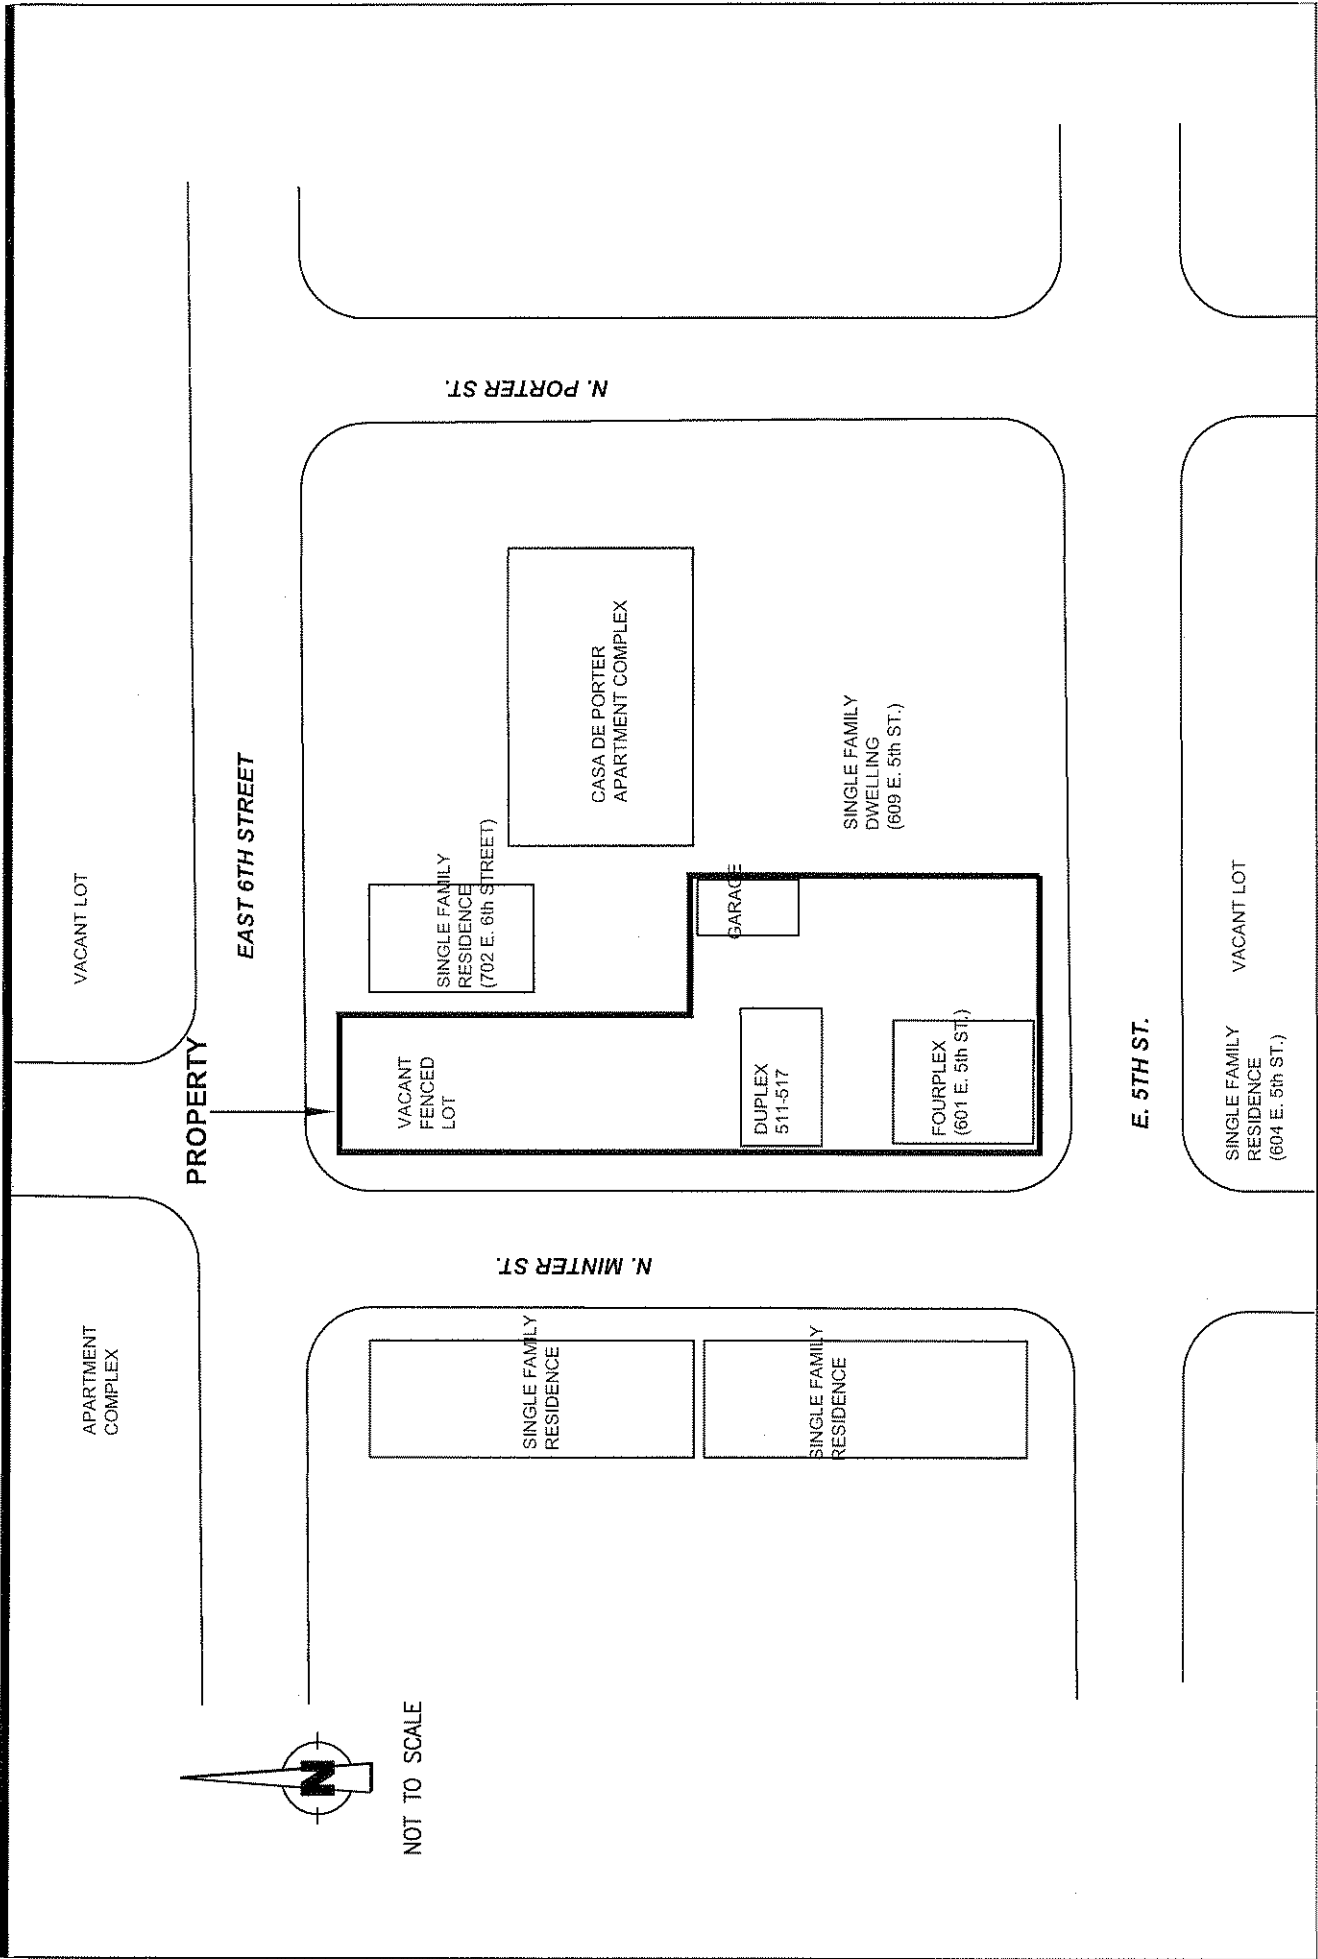 APARTMENT
COMPLEX
VACANT LOT
PROPERTY
EAST 6TH STREET
N
NOT TO SCALE
SINGLE FAMILY
RESIDENCE
SINGLE FAMILY
RESIDENCE
N. MINTER ST.
VACANT
FENCED
LOT
SINGLE FAMILY
RESIDENCE
(702 E. 6th STREET)
CASA DE PORTER
APARTMENT COMPLEX
N. PORTER ST.
GARAGE
DUPLEX
511-517
FOURPLEX
(601 E. 5th ST.)
SINGLE FAMILY
DWELLING
(609 E. 5th ST.)
E. 5TH ST.
SINGLE FAMILY
RESIDENCE
(604 E. 5th ST.)
VACANT LOT